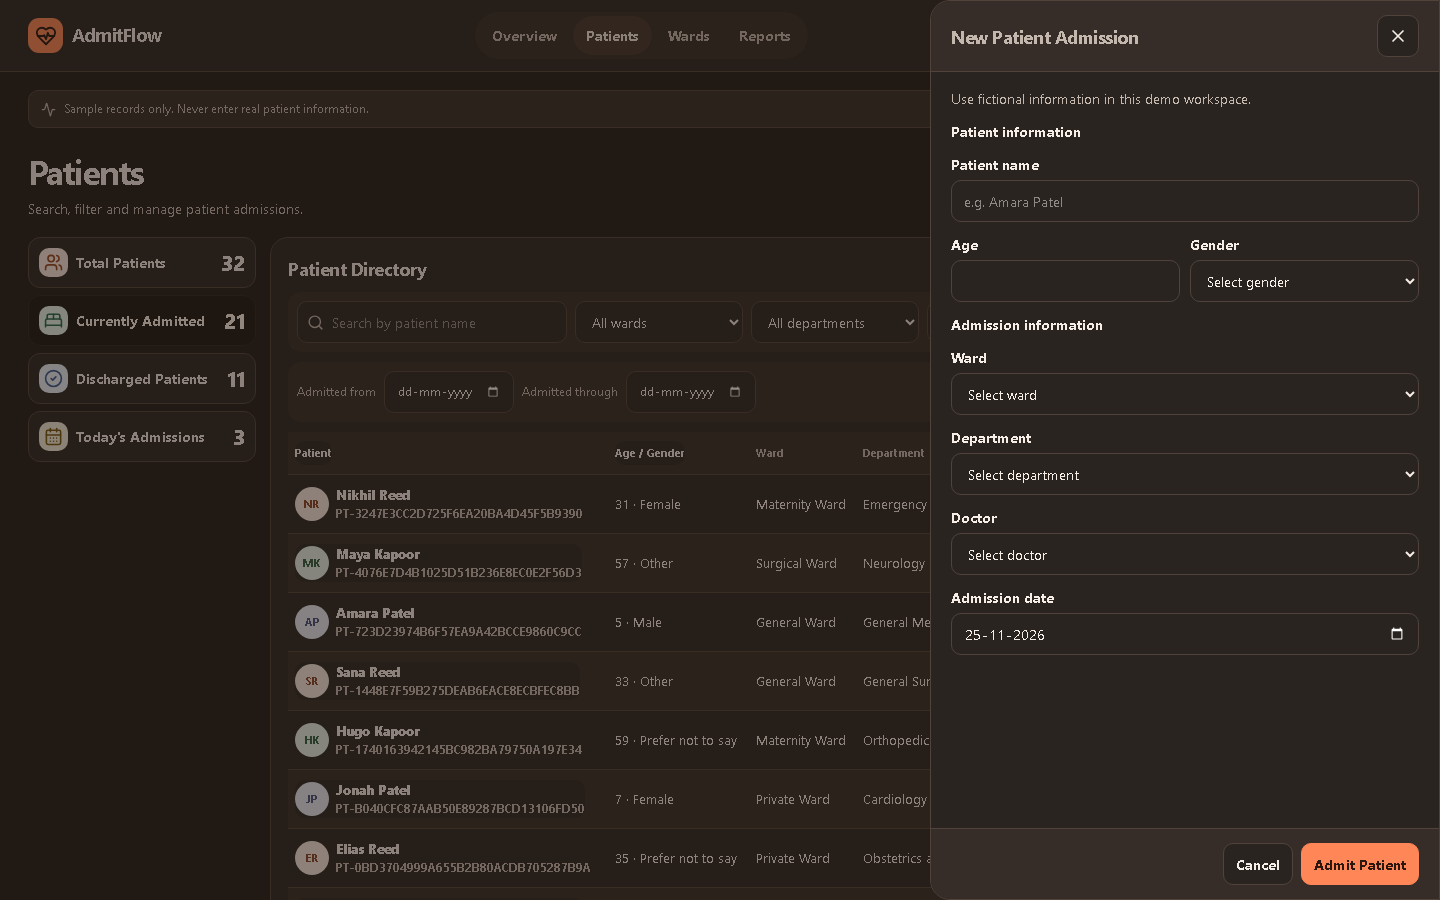 AdmitFlow
Overview
Patients
Wards
Reports
Sample records only. Never enter real patient information.
Patients
Search, filter and manage patient admissions.
Total Patients 32
Currently Admitted 21
Discharged Patients 11
Today's Admissions 3
Patient Directory
Search by patient name
All wards
All departments
Admitted from
dd-mm-yyyy
Admitted through
dd-mm-yyyy
Patient Age / Gender Ward Department
NR Nikhil Reed
PT-3247E3CC2D725F6EA20BA4D45F5B9390
31 · Female Maternity Ward Emergency
MK Maya Kapoor
PT-4076E7D4B1025D51B236E8EC0E2F56D3
57 · Other Surgical Ward Neurology
AP Amara Patel
PT-723D23974B6F57EA9A42BCCE9860C9CC
5 · Male General Ward General Me
SR Sana Reed
PT-1448E7F59B275DEAB6EACE8ECBFEC8BB
33 · Other General Ward General Sur
HK Hugo Kapoor
PT-1740163942145BC982BA79750A197E34
59 · Prefer not to say Maternity Ward Orthopedic
JP Jonah Patel
PT-B040CFC87AAB50E89287BCD13106FD50
7 · Female Private Ward Cardiology
ER Elias Reed
PT-0BD3704999A655B2B80ACDB705287B9A
35 · Prefer not to say Private Ward Obstetrics a
New Patient Admission
Use fictional information in this demo workspace.
Patient information
Patient name
e.g. Amara Patel
Age
Gender
Select gender
Admission information
Ward
Select ward
Department
Select department
Doctor
Select doctor
Admission date
25-11-2026
Cancel
Admit Patient